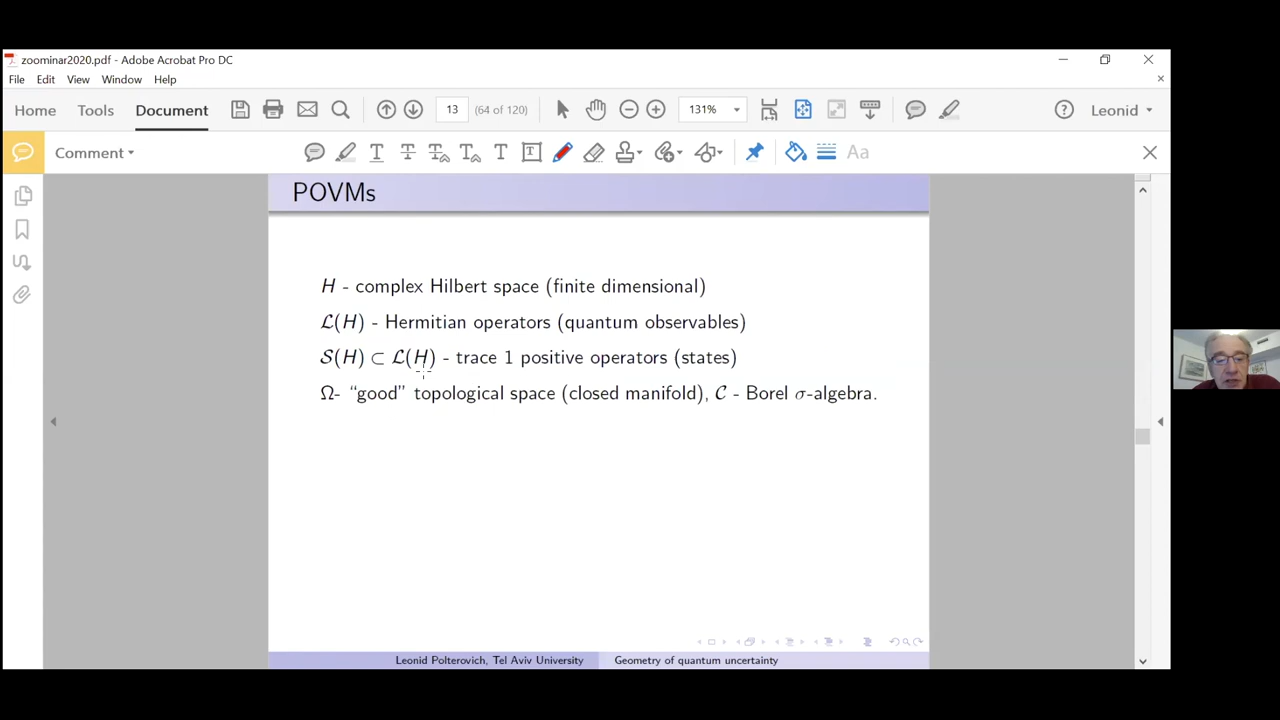 zoominar2020.pdf - Adobe Acrobat Pro DC
File Edit View Window Help
Home Tools Document 13 (64 of 120) 131% Leonid
Comment Aa
POVMs
H - complex Hilbert space (finite dimensional)
ℒ(H) - Hermitian operators (quantum observables)
𝒮(H) ⊂ ℒ(H) - trace 1 positive operators (states)
Ω- “good” topological space (closed manifold), 𝒞 - Borel σ-algebra.
Leonid Polterovich, Tel Aviv University Geometry of quantum uncertainty